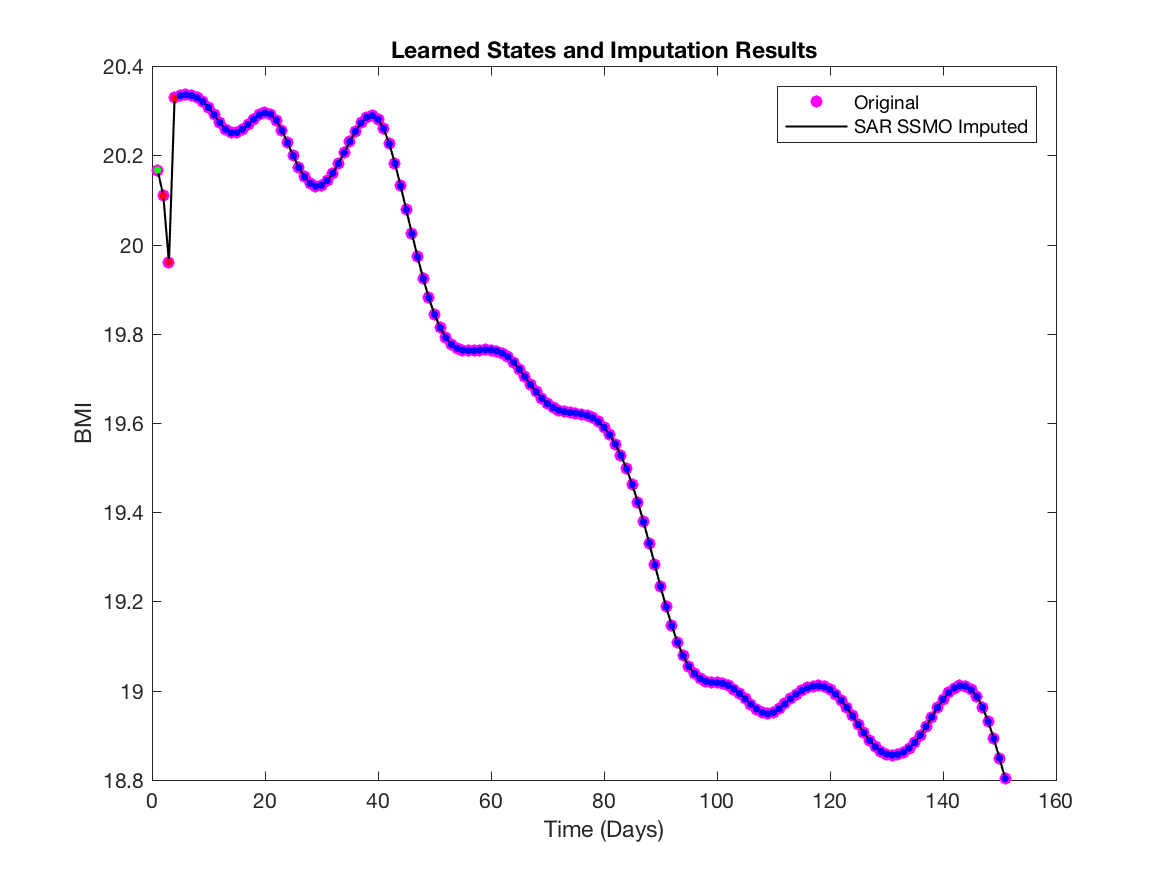 Learned States and Imputation Results
Original
SAR SSMO Imputed
20.4
20.2
20
19.8
19.6
19.4
19.2
19
18.8
BMI
0 20 40 60 80 100 120 140 160
Time (Days)